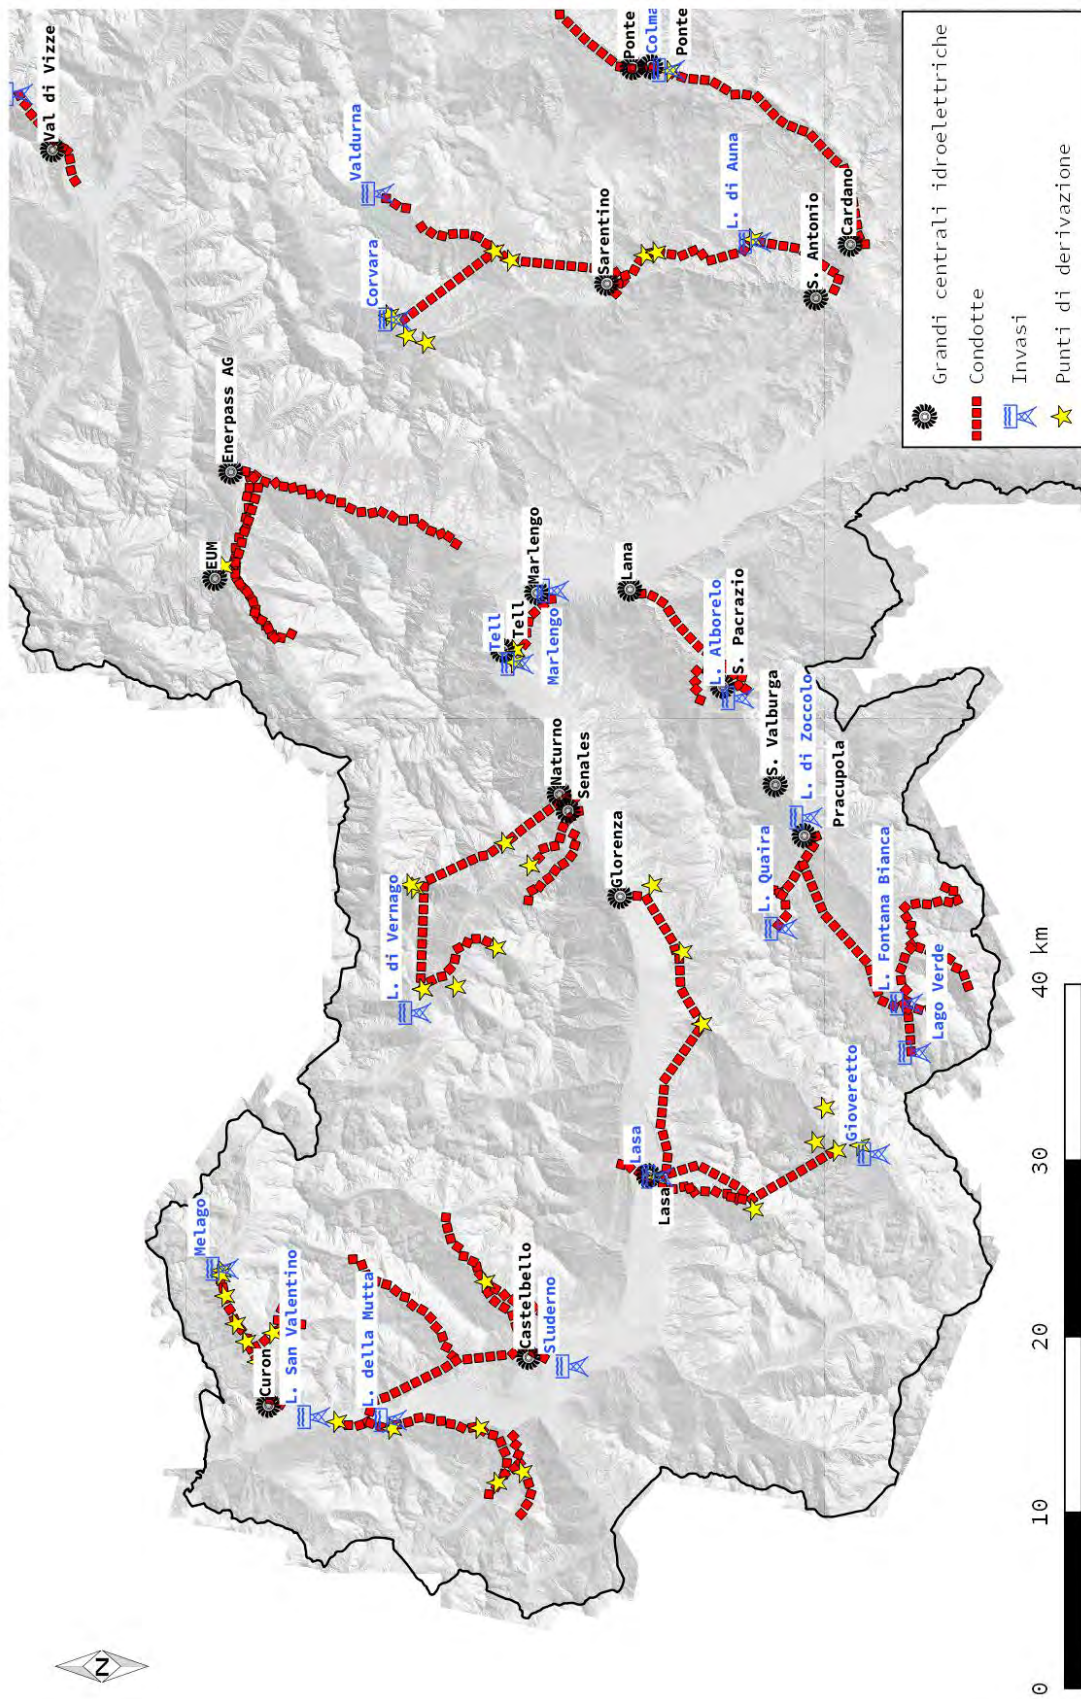 Melago
Curon
L. San Valentino
L. della Mutta
Castelbello
Sluderno
Lasa
Lasa
Gioveretto
L. di Vernago
Naturno
Senales
Glorenza
L. Quaira
L. Fontana Bianca
Lago Verde
S. Valburga
L. di Zoccolo
Pracupola
EUM
Enerpass AG
Tell
Tell
Marlengo
Marlengo
Lana
L. Alborelo
S. Pacrazio
Val di Vizze
Valdurna
Corvara
Sarentino
L. di Auna
S. Antonio
Cardano
Ponte
Colma
Ponte
Grandi centrali idroelettriche
Condotte
Invasi
Punti di derivazione
0 10 20 30 40 km
N